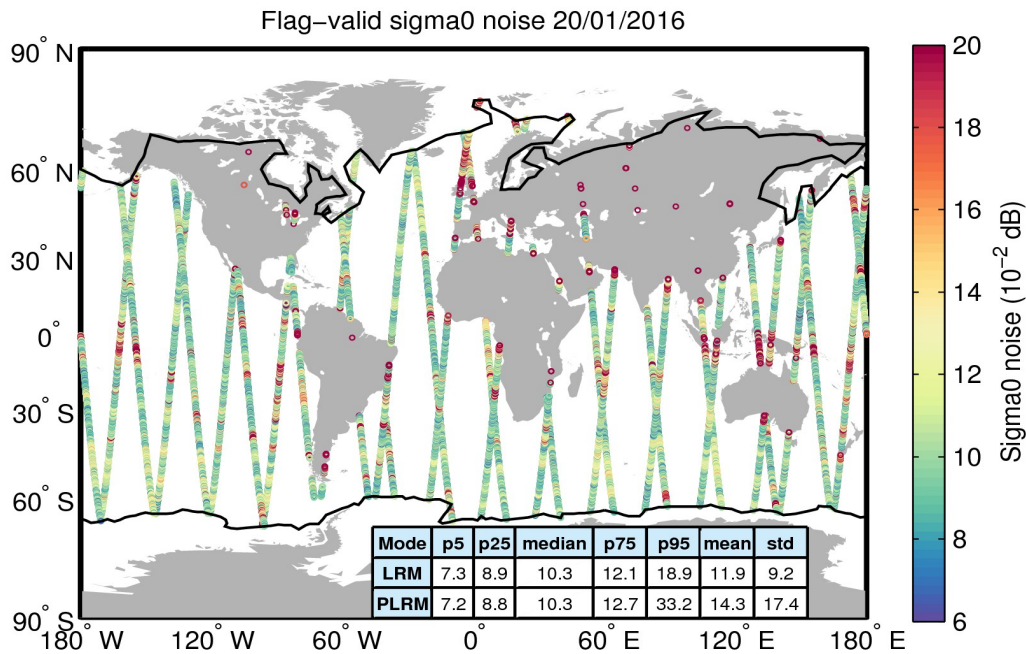 Flag−valid sigma0 noise 20/01/2016
90° N
60° N
30° N
0°
30° S
60° S
90° S
180° W
120° W
60° W
0°
60° E
120° E
180° E
Mode p5 p25 median p75 p95 mean std
LRM 7.3 8.9 10.3 12.1 18.9 11.9 9.2
PLRM 7.2 8.8 10.3 12.7 33.2 14.3 17.4
20
18
16
14
12
10
8
6
Sigma0 noise (10⁻² dB)